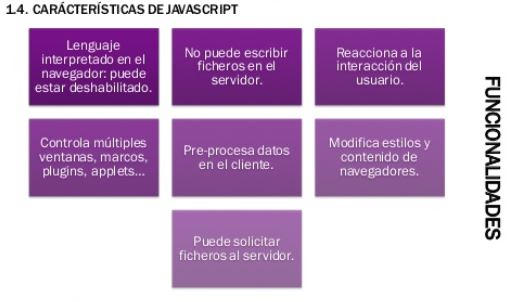 1.4. CARÁCTERÍSTICAS DE JAVASCRIPT
Lenguaje
interpretado en el
navegador: puede
estar deshabilitado.
No puede escribir
ficheros en el
servidor.
Reacciona a la
interacción del
usuario.
Controla múltiples
ventanas, marcos,
plugins, applets...
Pre-procesa datos
en el cliente.
Modifica estilos y
contenido de
navegadores.
Puede solicitar
ficheros al servidor.
FUNCIONALIDADES